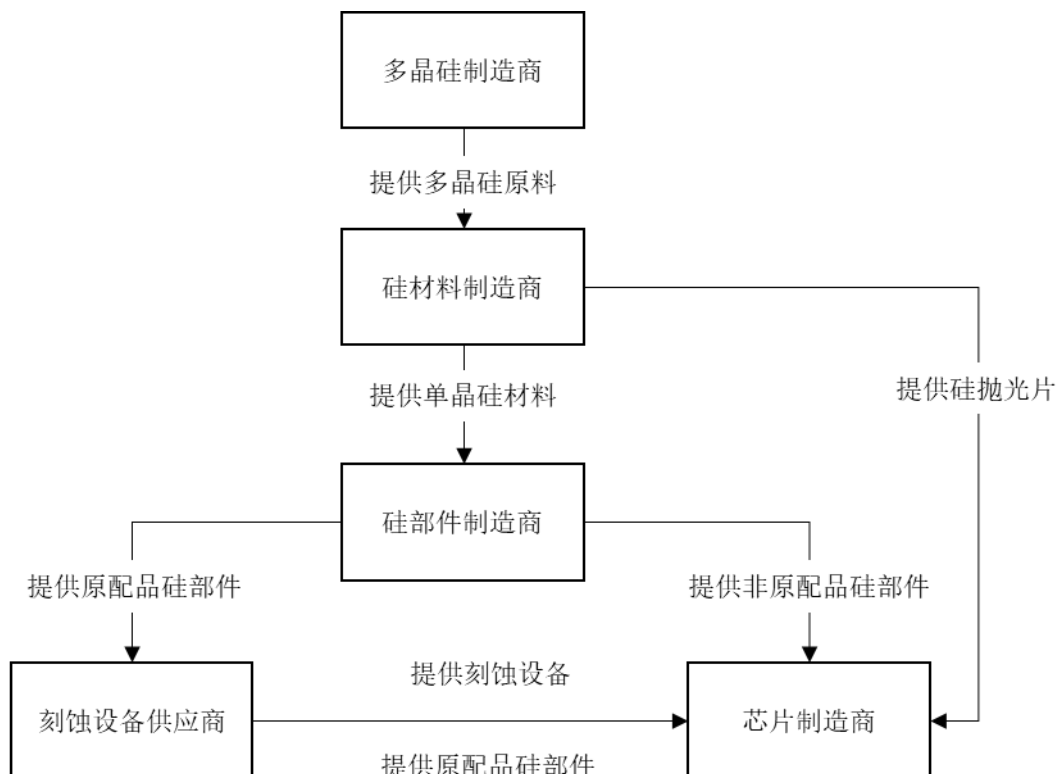 多晶硅制造商
提供多晶硅原料
硅材料制造商
提供单晶硅材料
提供硅抛光片
硅部件制造商
提供原配品硅部件
提供非原配品硅部件
提供刻蚀设备
刻蚀设备供应商
芯片制造商
提供原配品硅部件